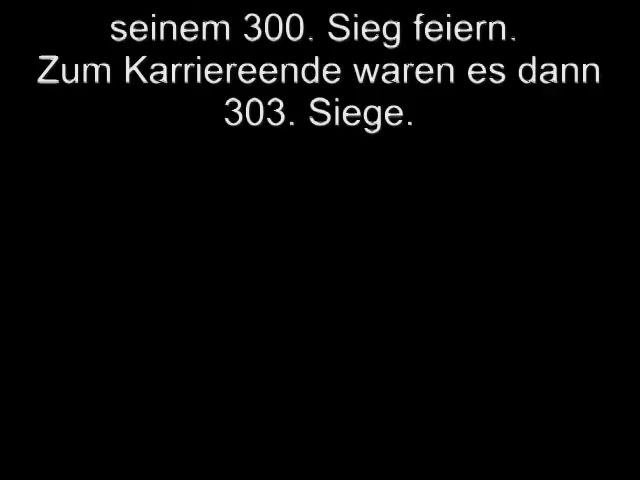 seinem 300. Sieg feiern.
Zum Karriereende waren es dann
303. Siege.